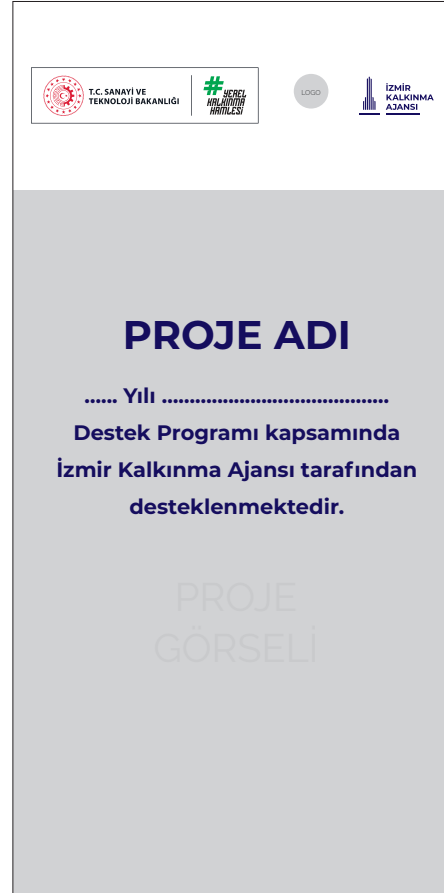 T.C. SANAYİ VE
TEKNOLOJİ BAKANLIĞI
#YEREL
KALKINMA
HAMLESİ
LOGO
İZMİR
KALKINMA
AJANSI
PROJE ADI
...... Yılı .........................................
Destek Programı kapsamında
İzmir Kalkınma Ajansı tarafından
desteklenmektedir.
PROJE
GÖRSELİ